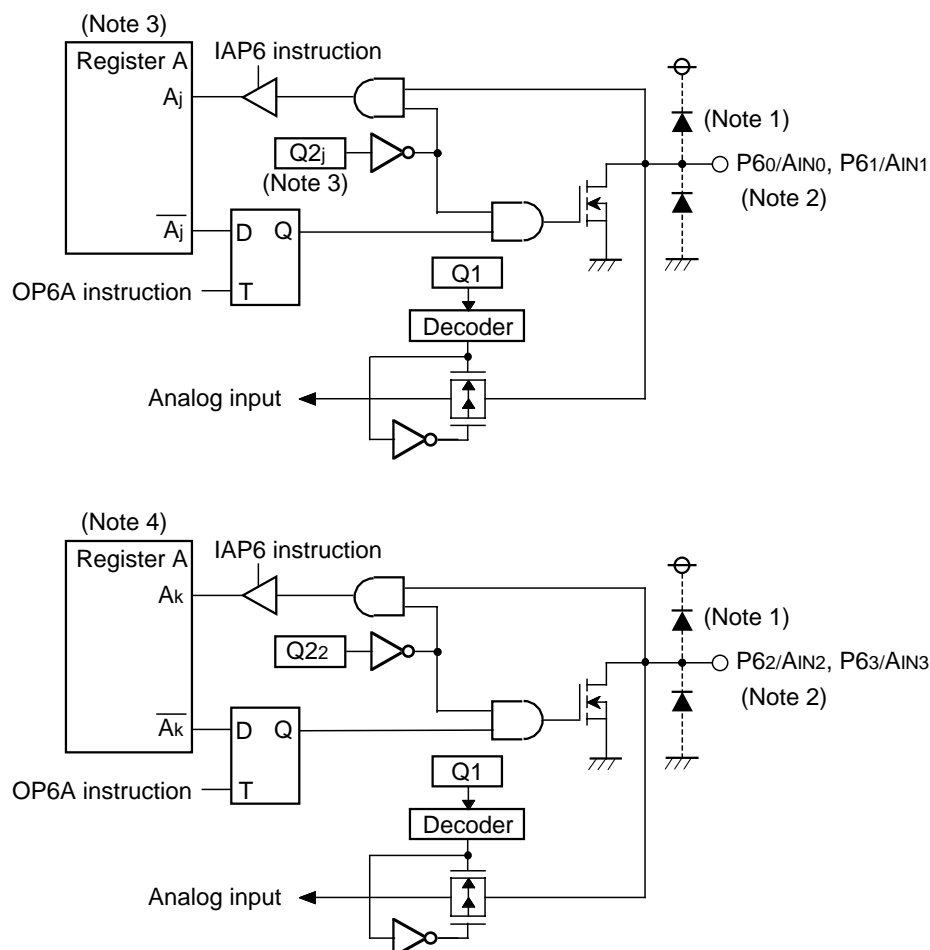 (Note 3)
Register A
IAP6 instruction
Aj
(Note 1)
Q2j
(Note 3)
P60/AIN0, P61/AIN1
(Note 2)
Aj
D
Q
T
OP6A instruction
Q1
Decoder
Analog input
(Note 4)
Register A
IAP6 instruction
Ak
(Note 1)
Q22
P62/AIN2, P63/AIN3
(Note 2)
Ak
D
Q
T
OP6A instruction
Q1
Decoder
Analog input